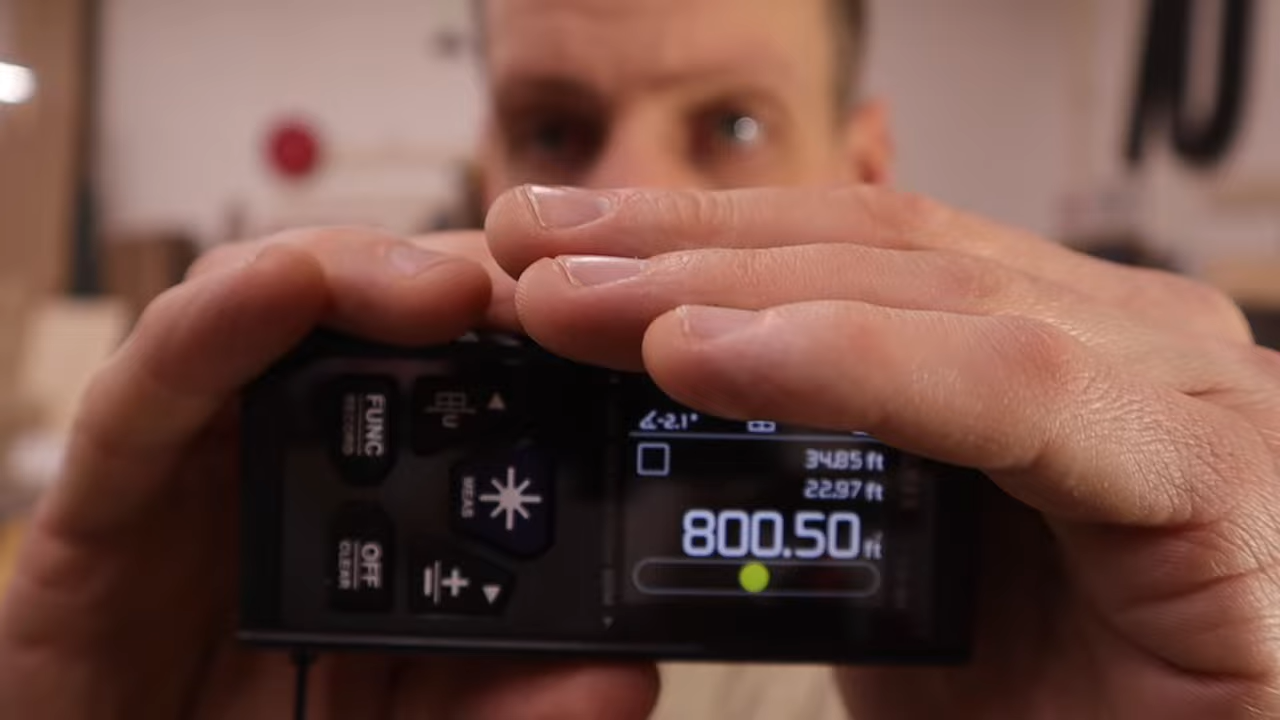 FUNC
RECORD
U
MEAS
OFF
CLEAR
-2.1°
34.85 ft
22.97 ft
800.50 ft